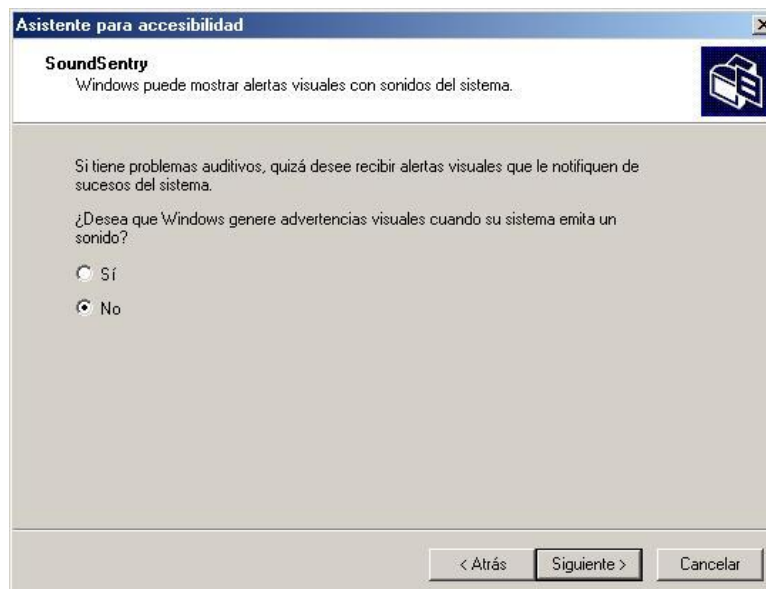 Asistente para accesibilidad
SoundSentry
Windows puede mostrar alertas visuales con sonidos del sistema.
Si tiene problemas auditivos, quizá desee recibir alertas visuales que le notifiquen de
sucesos del sistema.
¿Desea que Windows genere advertencias visuales cuando su sistema emita un
sonido?
Sí
No
< Atrás Siguiente > Cancelar